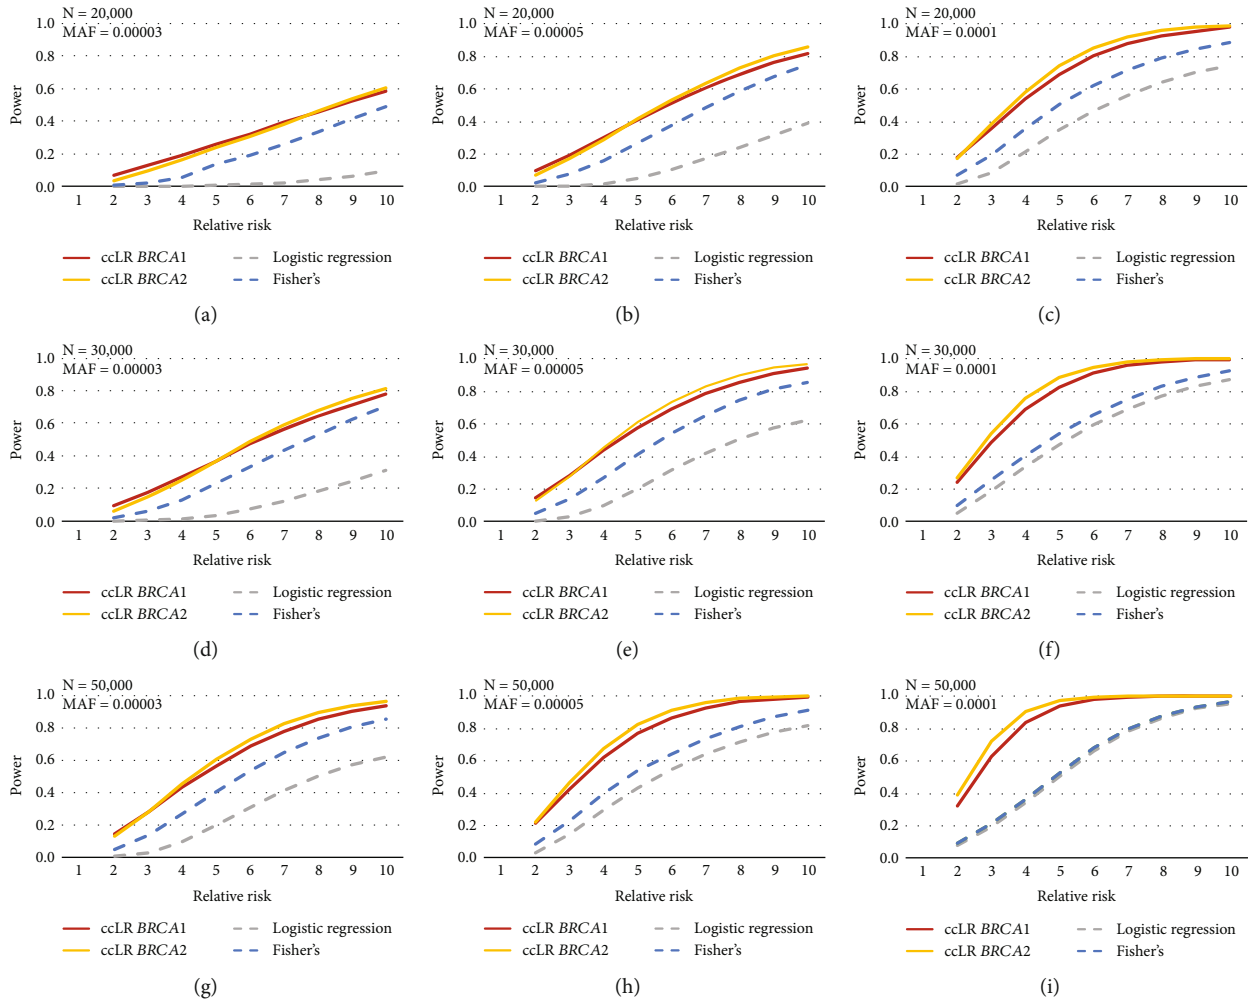 N = 20,000
MAF = 0.00003
1.0
0.8
0.6
0.4
0.2
0.0
Power
1 2 3 4 5 6 7 8 9 10
Relative risk
ccLR BRCA1
Logistic regression
ccLR BRCA2
Fisher's
(a)
N = 20,000
MAF = 0.00005
1.0
0.8
0.6
0.4
0.2
0.0
Power
1 2 3 4 5 6 7 8 9 10
Relative risk
ccLR BRCA1
Logistic regression
ccLR BRCA2
Fisher's
(b)
N = 20,000
MAF = 0.0001
1.0
0.8
0.6
0.4
0.2
0.0
Power
1 2 3 4 5 6 7 8 9 10
Relative risk
ccLR BRCA1
Logistic regression
ccLR BRCA2
Fisher's
(c)
N = 30,000
MAF = 0.00003
1.0
0.8
0.6
0.4
0.2
0.0
Power
1 2 3 4 5 6 7 8 9 10
Relative risk
ccLR BRCA1
Logistic regression
ccLR BRCA2
Fisher's
(d)
N = 30,000
MAF = 0.00005
1.0
0.8
0.6
0.4
0.2
0.0
Power
1 2 3 4 5 6 7 8 9 10
Relative risk
ccLR BRCA1
Logistic regression
ccLR BRCA2
Fisher's
(e)
N = 30,000
MAF = 0.0001
1.0
0.8
0.6
0.4
0.2
0.0
Power
1 2 3 4 5 6 7 8 9 10
Relative risk
ccLR BRCA1
Logistic regression
ccLR BRCA2
Fisher's
(f)
N = 50,000
MAF = 0.00003
1.0
0.8
0.6
0.4
0.2
0.0
Power
1 2 3 4 5 6 7 8 9 10
Relative risk
ccLR BRCA1
Logistic regression
ccLR BRCA2
Fisher's
(g)
N = 50,000
MAF = 0.00005
1.0
0.8
0.6
0.4
0.2
0.0
Power
1 2 3 4 5 6 7 8 9 10
Relative risk
ccLR BRCA1
Logistic regression
ccLR BRCA2
Fisher's
(h)
N = 50,000
MAF = 0.0001
1.0
0.8
0.6
0.4
0.2
0.0
Power
1 2 3 4 5 6 7 8 9 10
Relative risk
ccLR BRCA1
Logistic regression
ccLR BRCA2
Fisher's
(i)